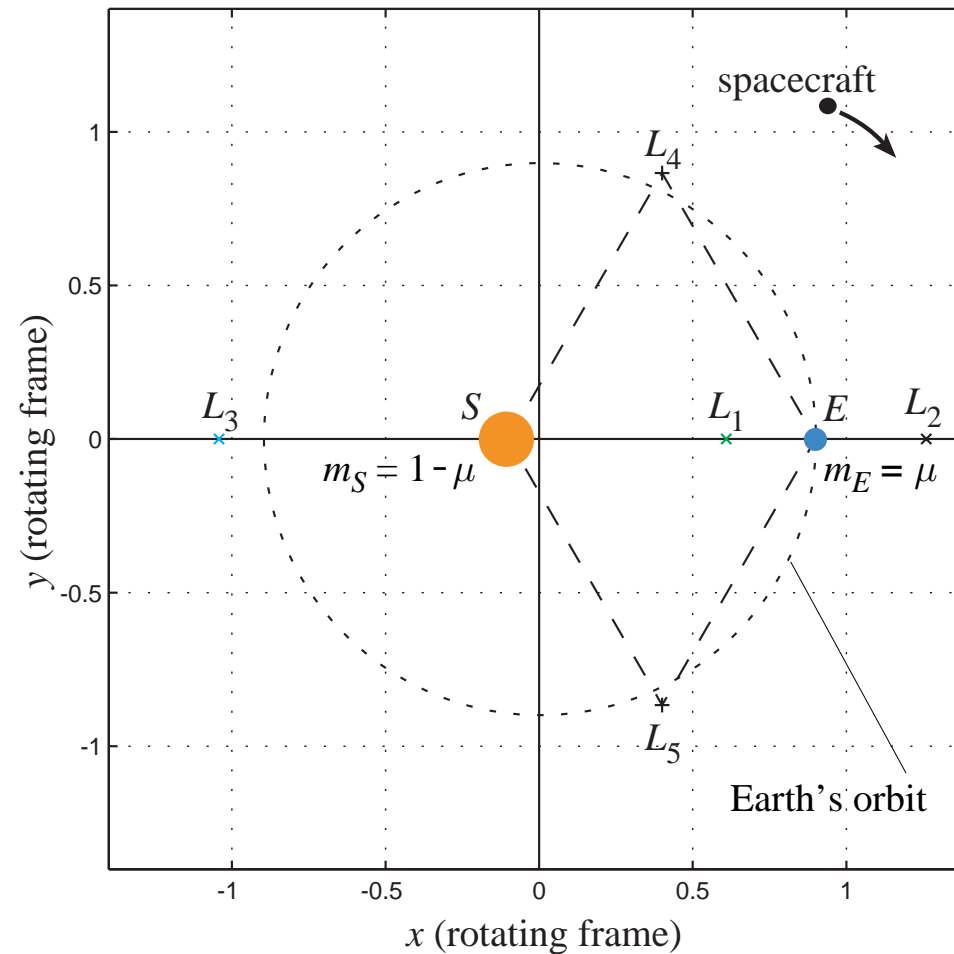 spacecraft
1
L4
0.5
L3
S
L1
E
L2
0
mS = 1 - μ
mE = μ
-0.5
-1
L5
Earth's orbit
-1
-0.5
0
0.5
1
x (rotating frame)
y (rotating frame)